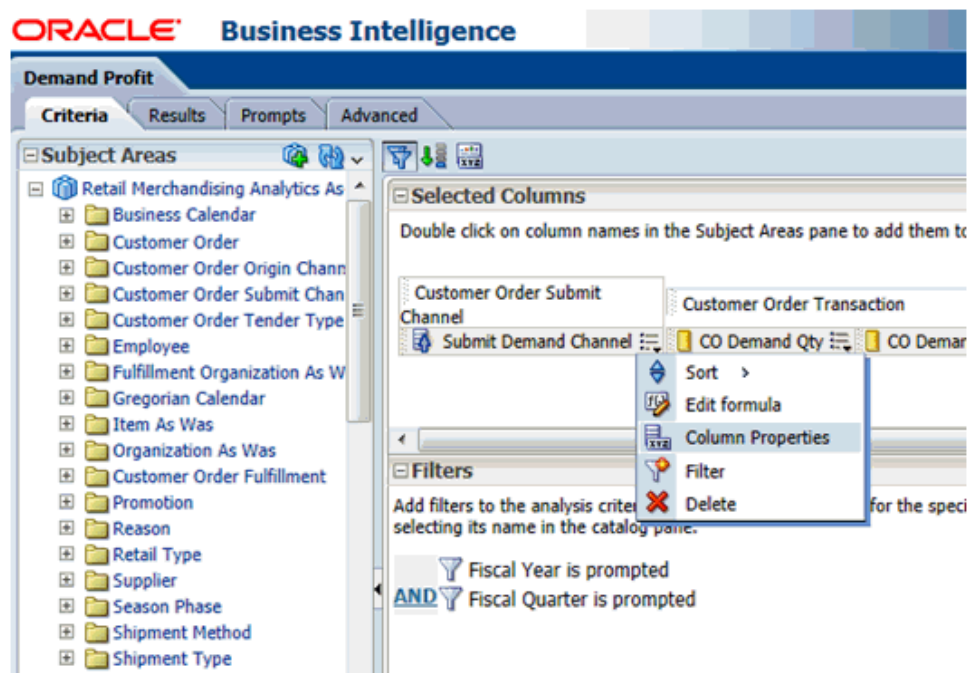 ORACLE Business Intelligence
Demand Profit
Criteria Results Prompts Advanced
Subject Areas
Retail Merchandising Analytics As
Business Calendar
Customer Order
Customer Order Origin Chann
Customer Order Submit Chan
Customer Order Tender Type
Employee
Fulfillment Organization As W
Gregorian Calendar
Item As Was
Organization As Was
Customer Order Fulfillment
Promotion
Reason
Retail Type
Supplier
Season Phase
Shipment Method
Shipment Type
Selected Columns
Double click on column names in the Subject Areas pane to add them to
Customer Order Submit
Channel
Customer Order Transaction
Submit Demand Channel CO Demand Qty CO Deman
Sort
Edit formula
Column Properties
Filter
Delete
Filters
Add filters to the analysis criter for the speci
selecting its name in the catalog pane.
Fiscal Year is prompted
AND Fiscal Quarter is prompted